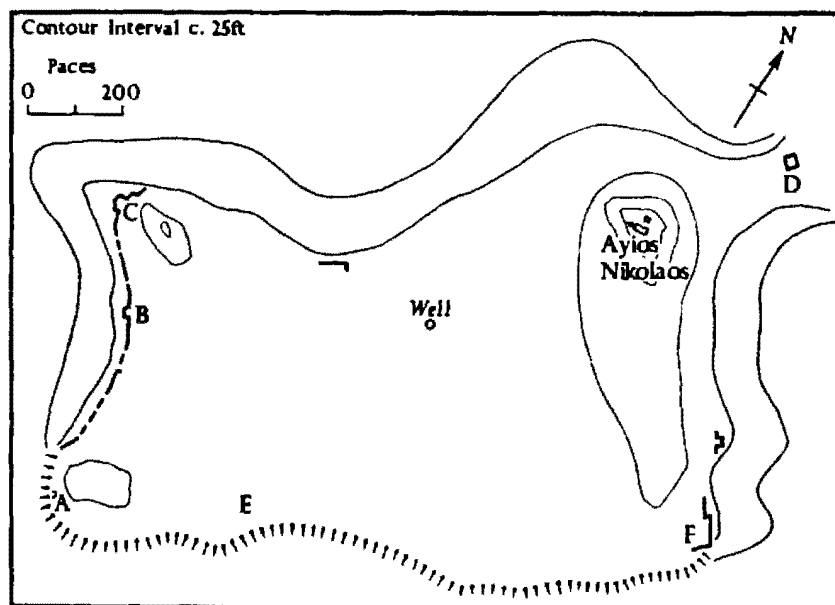 Contour Interval c. 25ft
Paces
0 200
N
D
C
Ayios
Nikolaos
B
Well
A
E
F